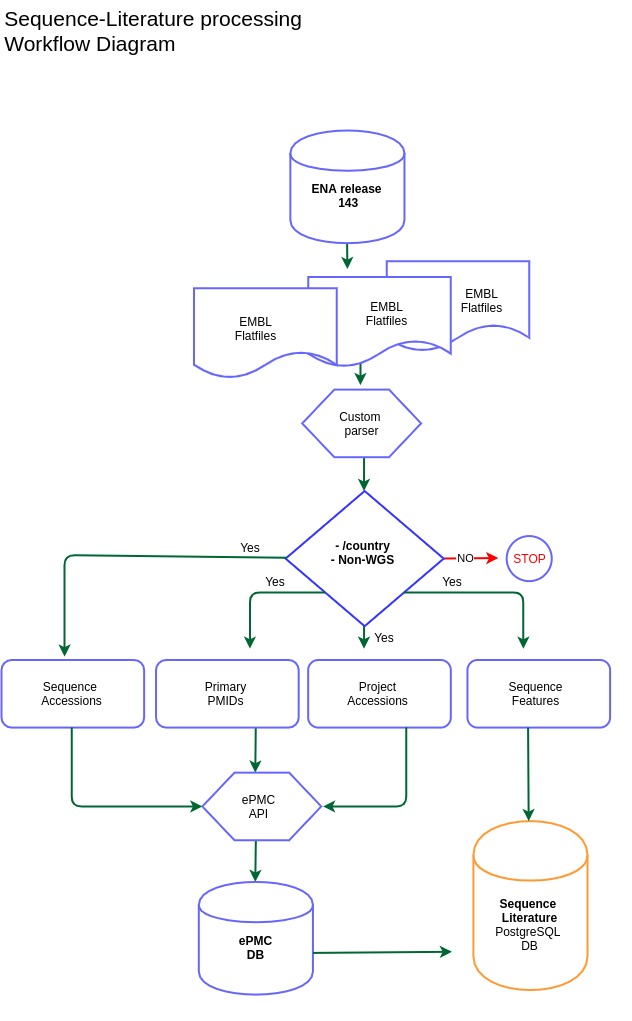 Sequence-Literature processing
Workflow Diagram
ENA release
143
EMBL
Flatfiles
EMBL
Flatfiles
EMBL
Flatfiles
Custom
parser
- /country
- Non-WGS
Yes
Yes
NO
STOP
Yes
Yes
Sequence
Accessions
Primary
PMIDs
Project
Accessions
Sequence
Features
ePMC
API
ePMC
DB
Sequence
Literature
PostgreSQL
DB